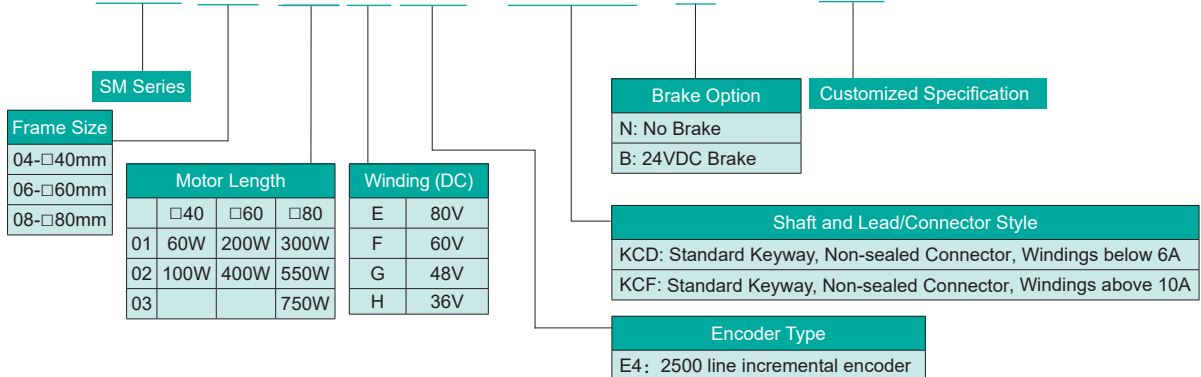 SM Series
Frame Size
04-□40mm
06-□60mm
08-□80mm
Motor Length
□40 □60 □80
01 60W 200W 300W
02 100W 400W 550W
03 750W
Winding (DC)
E 80V
F 60V
G 48V
H 36V
Brake Option
N: No Brake
B: 24VDC Brake
Customized Specification
Shaft and Lead/Connector Style
KCD: Standard Keyway, Non-sealed Connector, Windings below 6A
KCF: Standard Keyway, Non-sealed Connector, Windings above 10A
Encoder Type
E4：2500 line incremental encoder